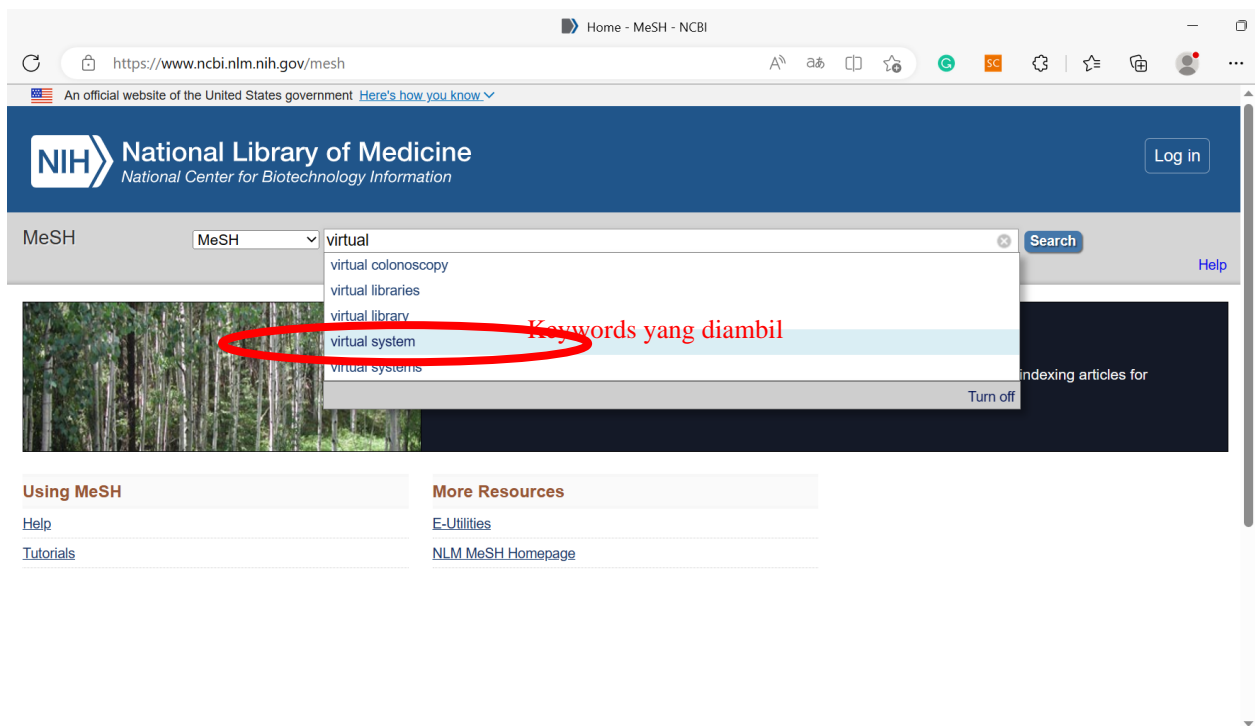 Home - MeSH - NCBI
https://www.ncbi.nlm.nih.gov/mesh
An official website of the United States government Here's how you know
NIH National Library of Medicine
National Center for Biotechnology Information
Log in
MeSH MeSH virtual Search
Help
virtual colonoscopy
virtual libraries
virtual library
Keywords yang diambil
virtual system
virtual systems
indexing articles for
Turn off
Using MeSH
Help
Tutorials
More Resources
E-Utilities
NLM MeSH Homepage